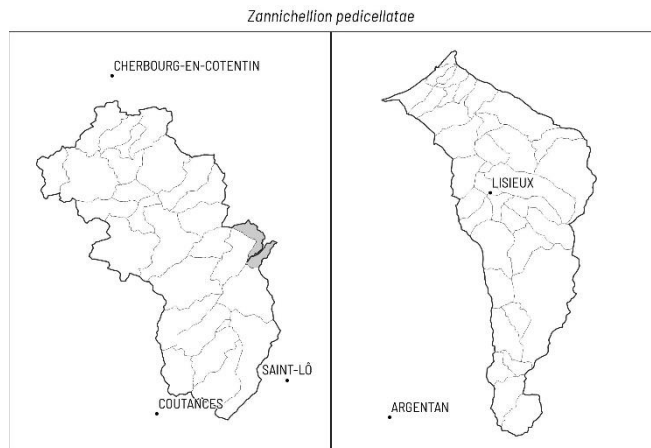 Zannichellion pedicellatae
CHERBOURG-EN-COTENTIN
LISIEUX
SAINT-LÔ
COUTANCES
ARGENTAN